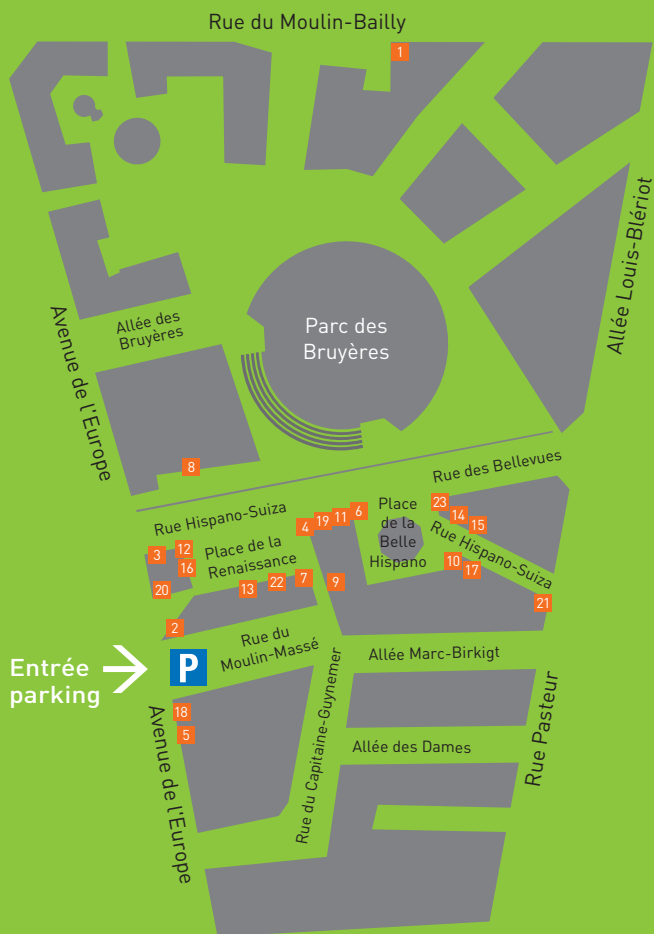 Rue du Moulin-Bailly
1
Allée Louis-Blériot
Allée des
Bruyères
Parc des
Bruyères
Avenue de l'Europe
8
Rue des Bellevues
Rue Hispano-Suiza
4
19
11
6
Place
de la
Belle
Hispano
23
14
15
Rue Hispano-Suiza
3
12
16
20
Place de la
Renaissance
13
22
7
9
10
17
21
2
Rue du
Moulin-Massé
Allée Marc-Birkigt
Entrée
parking
P
18
5
Rue du Capitaine-Guynemer
Allée des Dames
Rue Pasteur
Avenue de l'Europe